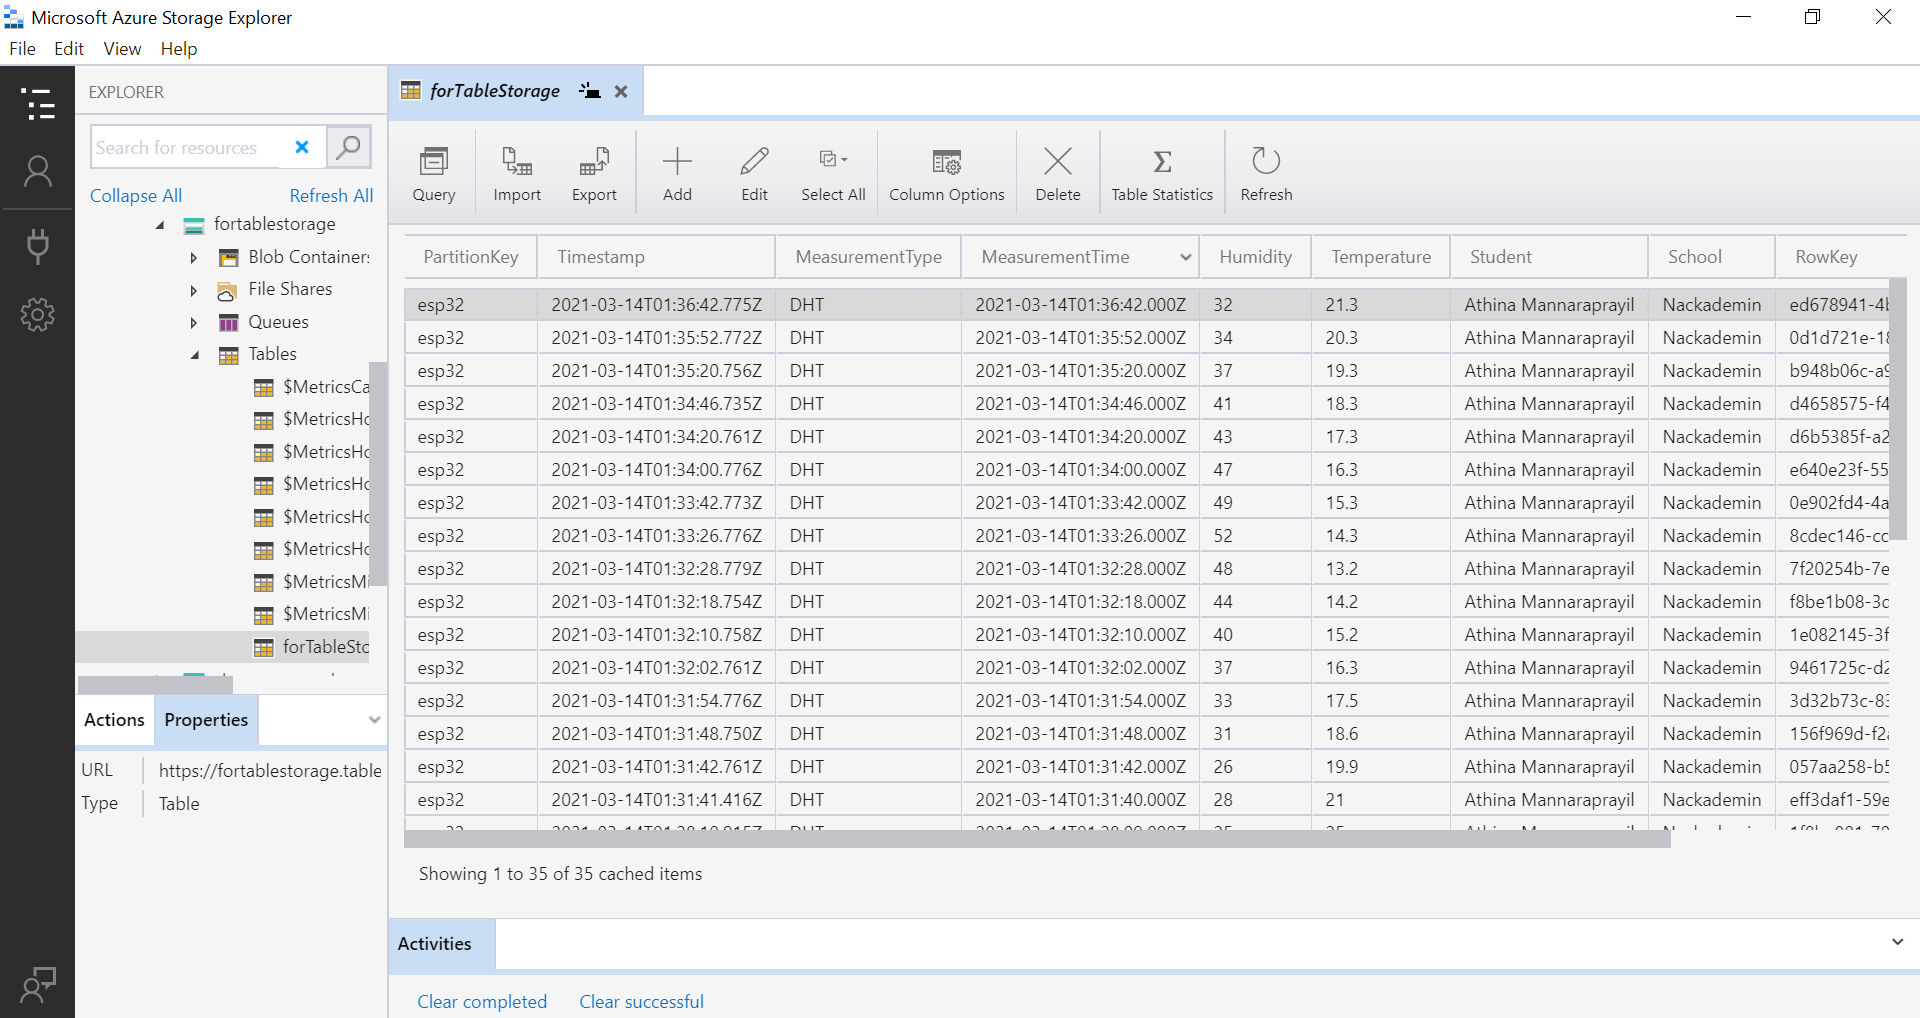 Microsoft Azure Storage Explorer
File Edit View Help
EXPLORER
Search for resources
Collapse All Refresh All
fortablestorage
Blob Containers
File Shares
Queues
Tables
$MetricsCa
$MetricsHo
$MetricsHo
$MetricsHo
$MetricsHo
$MetricsHo
$MetricsMi
$MetricsMi
forTableSto
Actions Properties
URL https://fortablestorage.table
Type Table
forTableStorage
Query Import Export Add Edit Select All Column Options Delete Table Statistics Refresh
PartitionKey Timestamp MeasurementType MeasurementTime Humidity Temperature Student School RowKey
esp32 2021-03-14T01:36:42.775Z DHT 2021-03-14T01:36:42.000Z 32 21.3 Athina Mannaraprayil Nackademin ed678941-4b
esp32 2021-03-14T01:35:52.772Z DHT 2021-03-14T01:35:52.000Z 34 20.3 Athina Mannaraprayil Nackademin 0d1d721e-18
esp32 2021-03-14T01:35:20.756Z DHT 2021-03-14T01:35:20.000Z 37 19.3 Athina Mannaraprayil Nackademin b948b06c-a9
esp32 2021-03-14T01:34:46.735Z DHT 2021-03-14T01:34:46.000Z 41 18.3 Athina Mannaraprayil Nackademin d4658575-f4
esp32 2021-03-14T01:34:20.761Z DHT 2021-03-14T01:34:20.000Z 43 17.3 Athina Mannaraprayil Nackademin d6b5385f-a2
esp32 2021-03-14T01:34:00.776Z DHT 2021-03-14T01:34:00.000Z 47 16.3 Athina Mannaraprayil Nackademin e640e23f-55
esp32 2021-03-14T01:33:42.773Z DHT 2021-03-14T01:33:42.000Z 49 15.3 Athina Mannaraprayil Nackademin 0e902fd4-4a
esp32 2021-03-14T01:33:26.776Z DHT 2021-03-14T01:33:26.000Z 52 14.3 Athina Mannaraprayil Nackademin 8cdec146-cc
esp32 2021-03-14T01:32:28.779Z DHT 2021-03-14T01:32:28.000Z 48 13.2 Athina Mannaraprayil Nackademin 7f20254b-7e
esp32 2021-03-14T01:32:18.754Z DHT 2021-03-14T01:32:18.000Z 44 14.2 Athina Mannaraprayil Nackademin f8be1b08-3c
esp32 2021-03-14T01:32:10.758Z DHT 2021-03-14T01:32:10.000Z 40 15.2 Athina Mannaraprayil Nackademin 1e082145-3f
esp32 2021-03-14T01:32:02.761Z DHT 2021-03-14T01:32:02.000Z 37 16.3 Athina Mannaraprayil Nackademin 9461725c-d2
esp32 2021-03-14T01:31:54.776Z DHT 2021-03-14T01:31:54.000Z 33 17.5 Athina Mannaraprayil Nackademin 3d32b73c-83
esp32 2021-03-14T01:31:48.750Z DHT 2021-03-14T01:31:48.000Z 31 18.6 Athina Mannaraprayil Nackademin 156f969d-f2
esp32 2021-03-14T01:31:42.761Z DHT 2021-03-14T01:31:42.000Z 26 19.9 Athina Mannaraprayil Nackademin 057aa258-b5
esp32 2021-03-14T01:31:41.416Z DHT 2021-03-14T01:31:40.000Z 28 21 Athina Mannaraprayil Nackademin eff3daf1-59e
Showing 1 to 35 of 35 cached items
Activities
Clear completed Clear successful